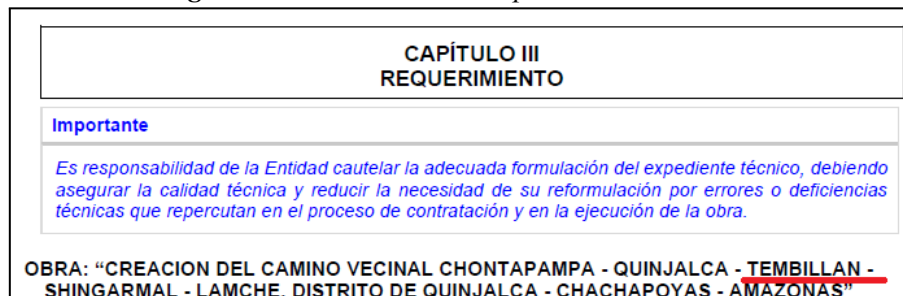 CAPÍTULO III
REQUERIMIENTO
Importante
Es responsabilidad de la Entidad cautelar la adecuada formulación del expediente técnico, debiendo
asegurar la calidad técnica y reducir la necesidad de su reformulación por errores o deficiencias
técnicas que repercutan en el proceso de contratación y en la ejecución de la obra.
OBRA: “CREACION DEL CAMINO VECINAL CHONTAPAMPA - QUINJALCA - TEMBILLAN -
SHINGARMAL - LAMCHE, DISTRITO DE QUINJALCA - CHACHAPOYAS - AMAZONAS”